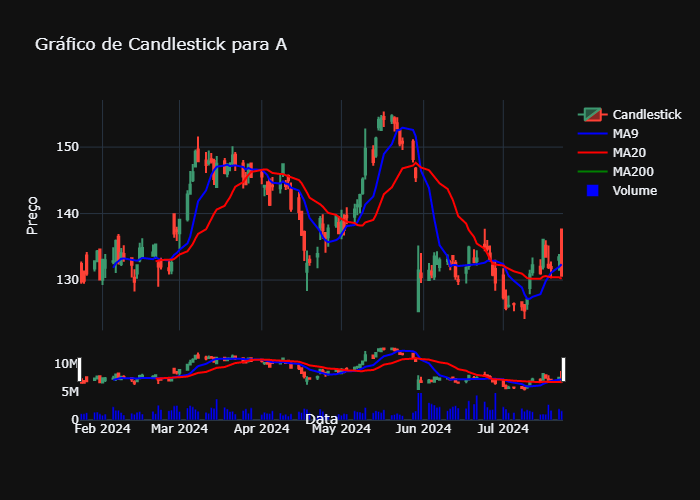 Gráfico de Candlestick para A
Candlestick
MA9
MA20
MA200
Volume
Preço
150
140
130
10M
5M
0
Data
Feb 2024
Mar 2024
Apr 2024
May 2024
Jun 2024
Jul 2024